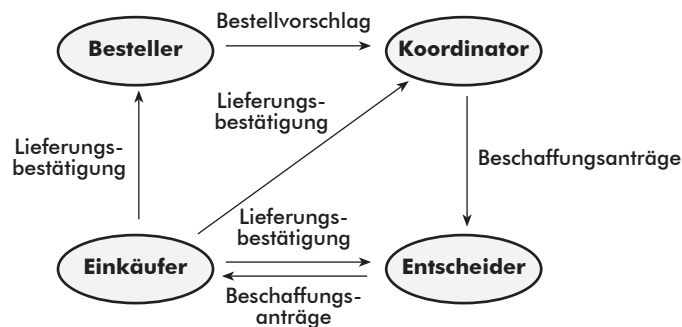 Bestellvorschlag
Besteller
Koordinator
Lieferungs-
bestätigung
Lieferungs-
bestätigung
Beschaffungsanträge
Lieferungs-
bestätigung
Einkäufer
Entscheider
Beschaffungs-
anträge